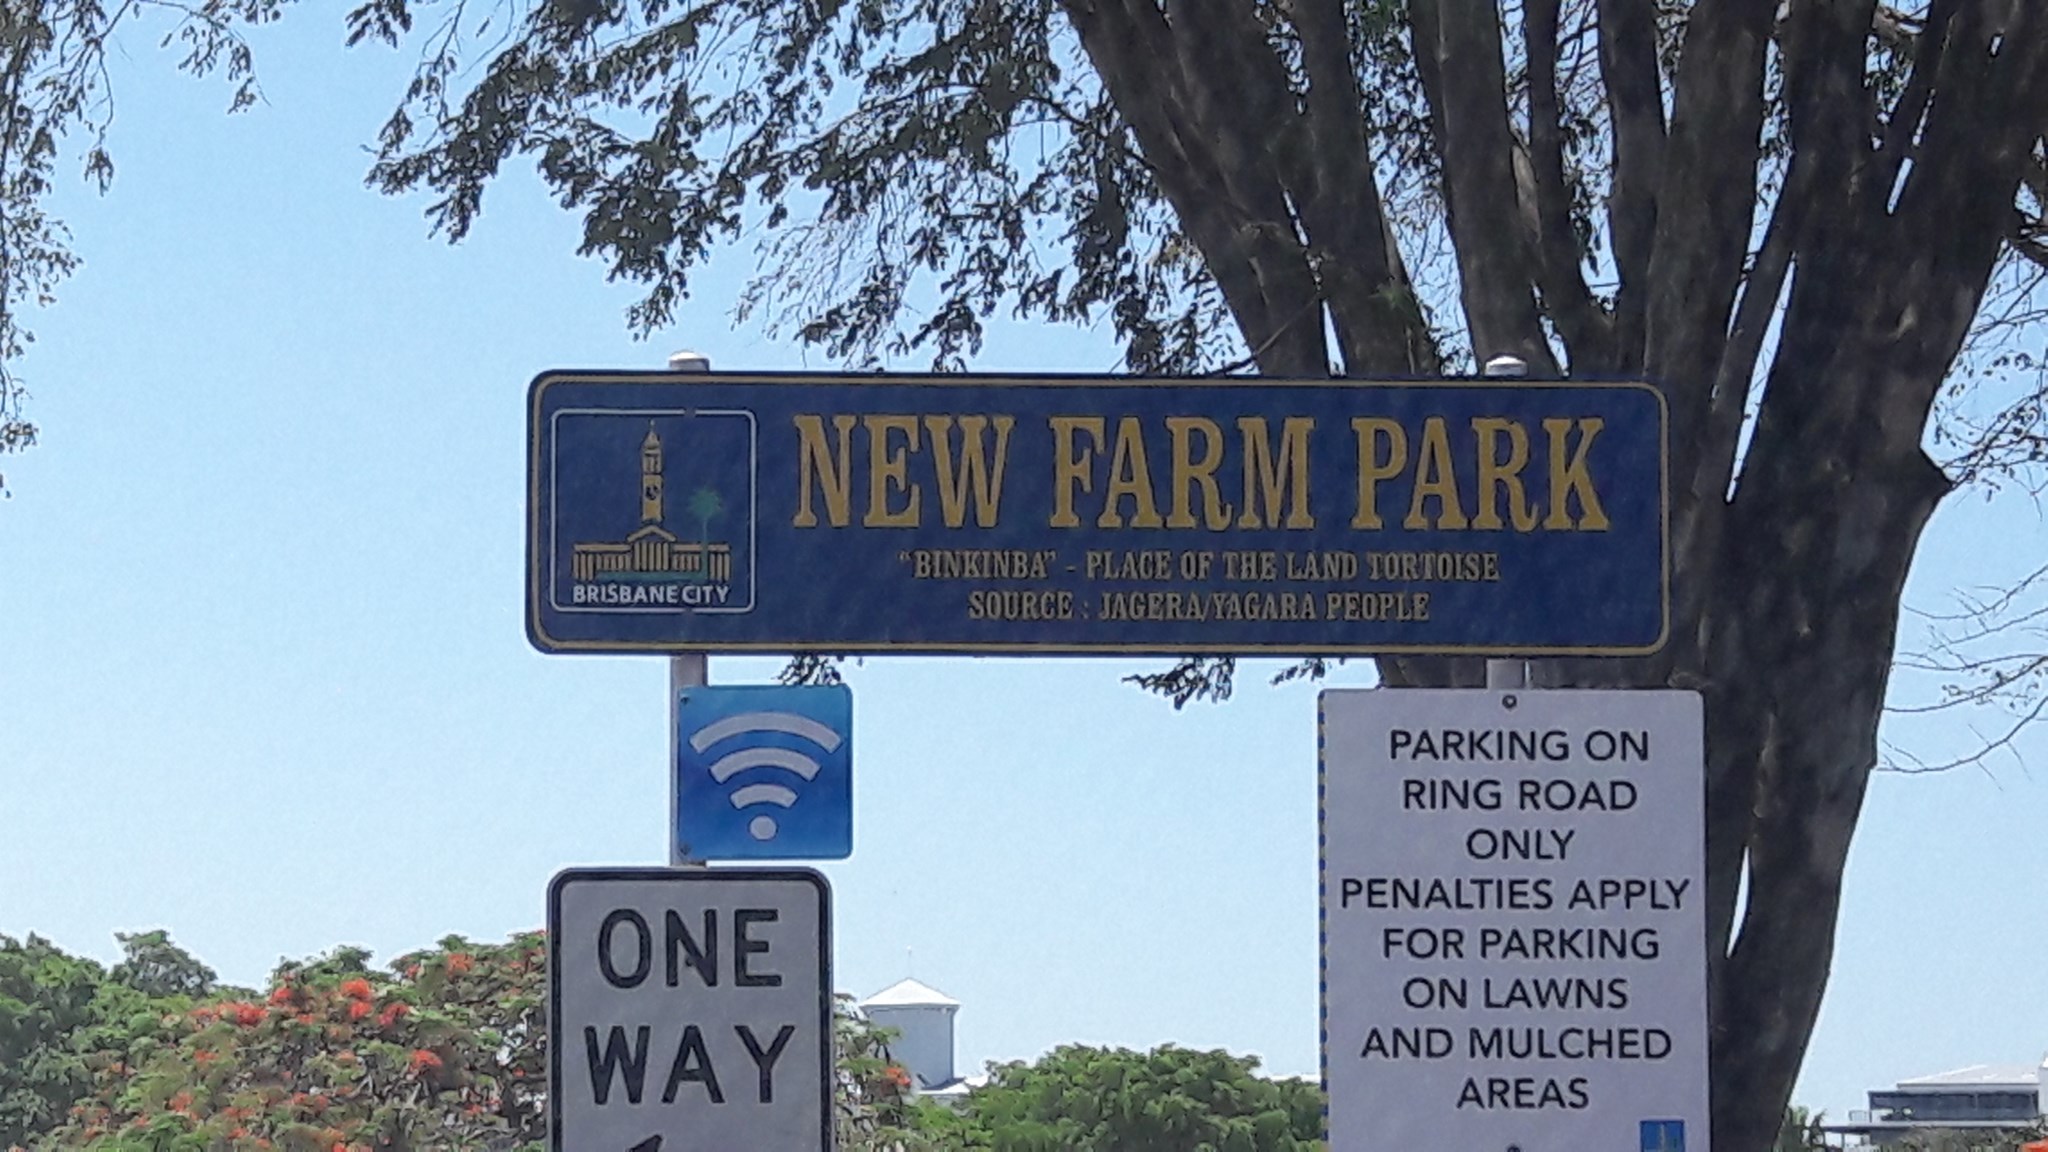 NEW FARM PARK
"BINKINBA" - PLACE OF THE LAND TORTOISE
SOURCE : JAGERA/YAGARA PEOPLE
BRISBANE CITY
ONE
WAY
PARKING ON
RING ROAD
ONLY
PENALTIES APPLY
FOR PARKING
ON LAWNS
AND MULCHED
AREAS